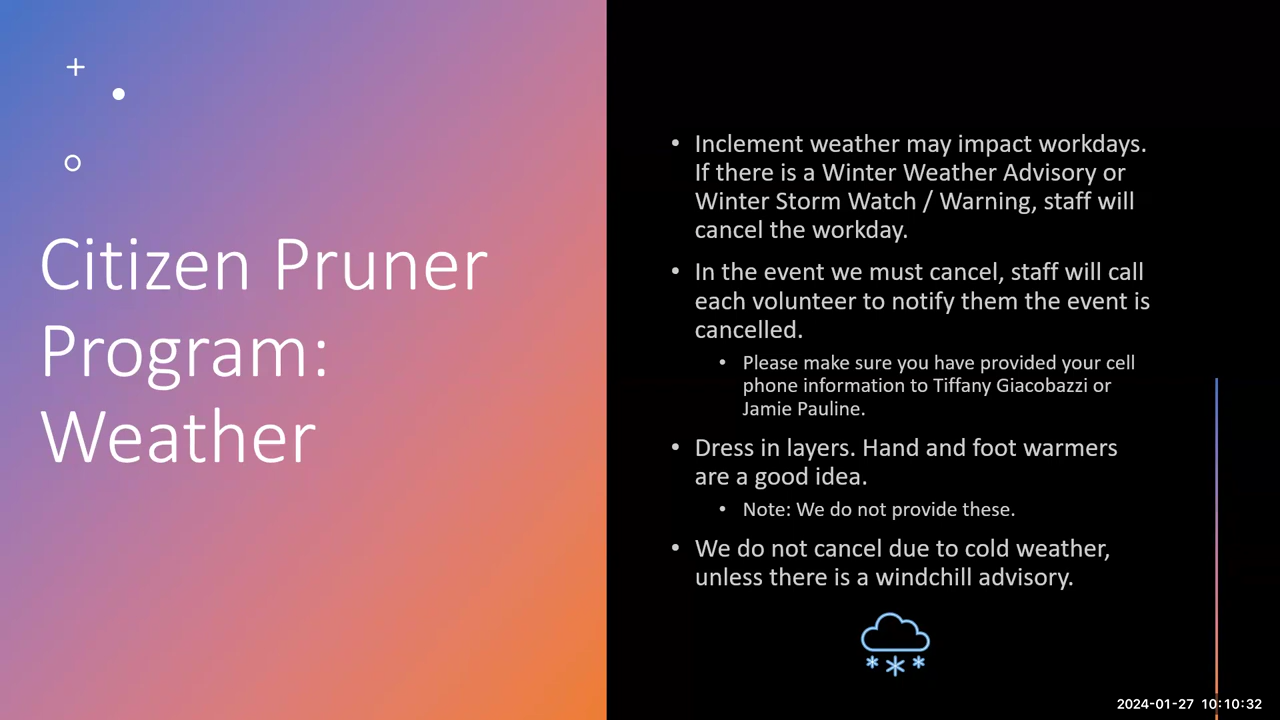 Citizen Pruner
Program:
Weather
• Inclement weather may impact workdays.
If there is a Winter Weather Advisory or
Winter Storm Watch / Warning, staff will
cancel the workday.
• In the event we must cancel, staff will call
each volunteer to notify them the event is
cancelled.
• Please make sure you have provided your cell
phone information to Tiffany Giacobazzi or
Jamie Pauline.
• Dress in layers. Hand and foot warmers
are a good idea.
• Note: We do not provide these.
• We do not cancel due to cold weather,
unless there is a windchill advisory.
2024-01-27 10:10:32